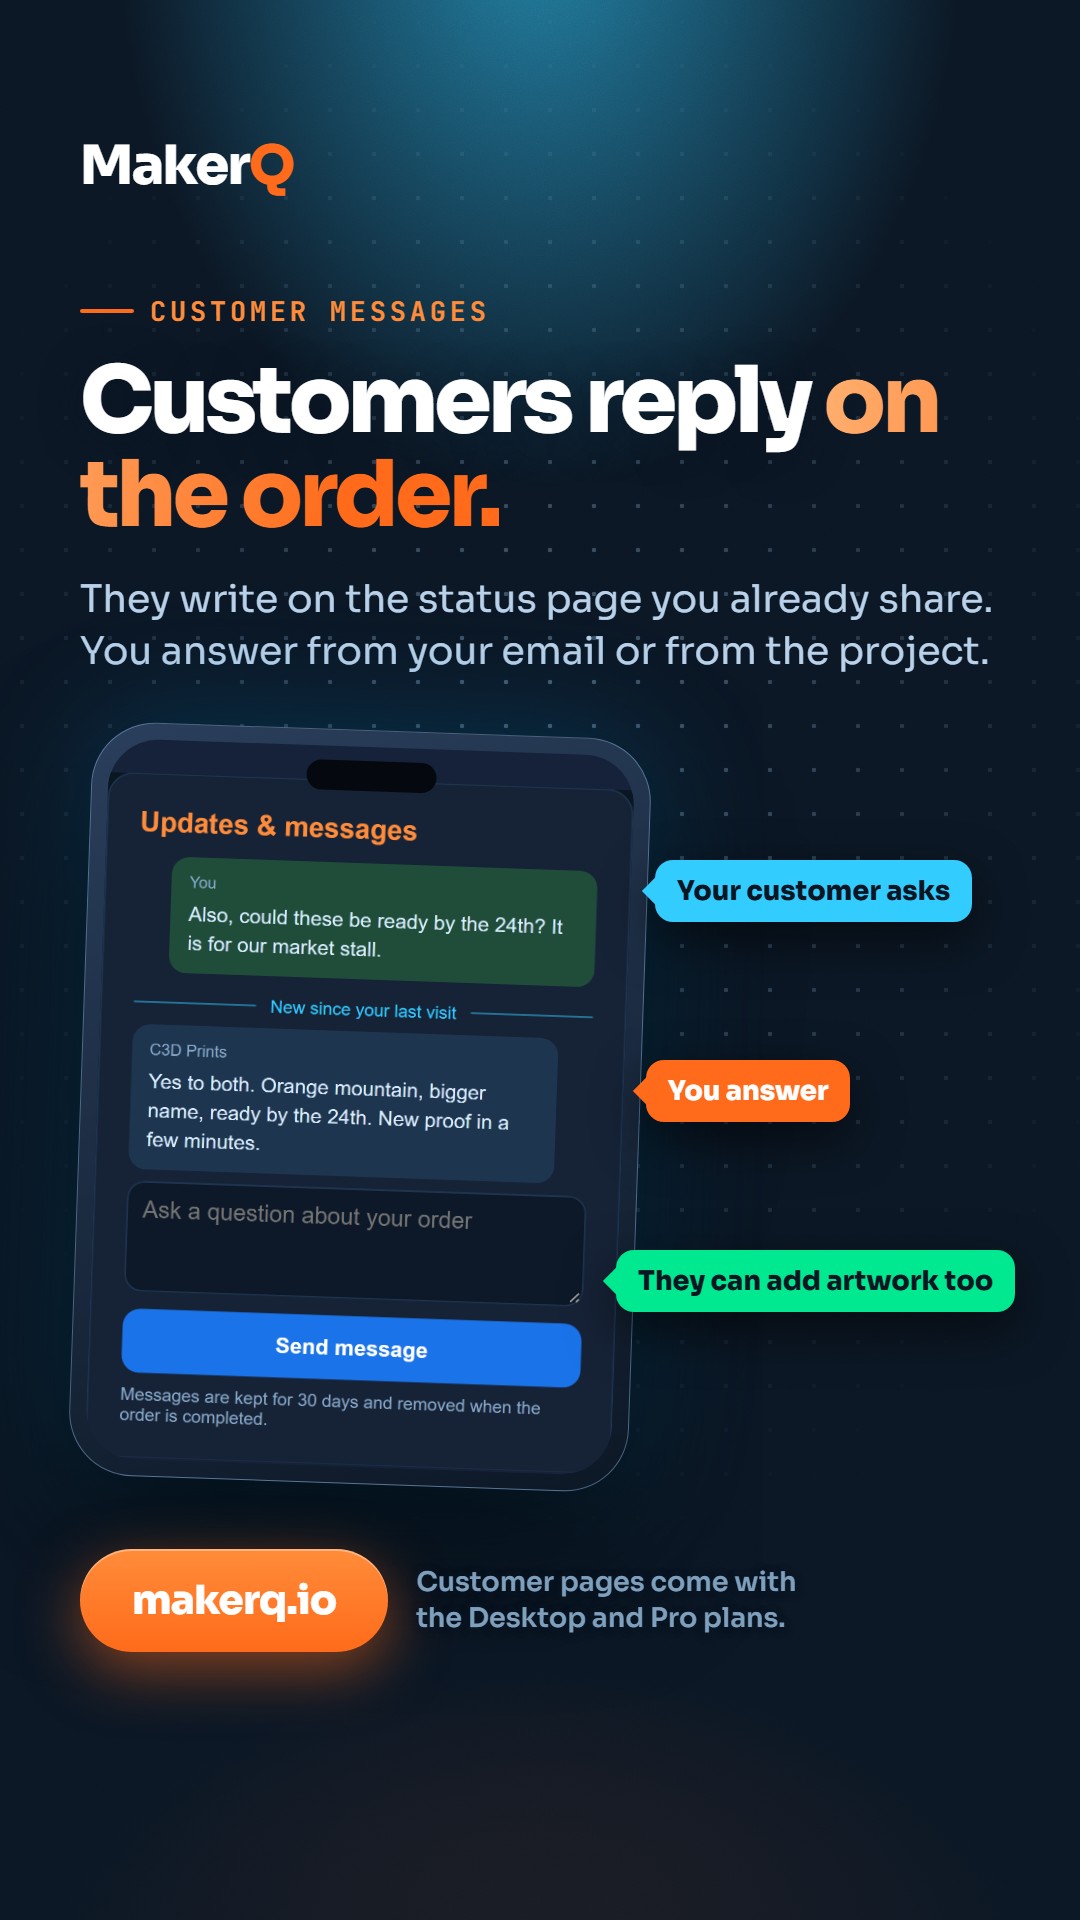 MakerQ
CUSTOMER MESSAGES
Customers reply on
the order.
They write on the status page you already share.
You answer from your email or from the project.
Updates & messages
You
Also, could these be ready by the 24th? It
is for our market stall.
Your customer asks
New since your last visit
C3D Prints
Yes to both. Orange mountain, bigger
name, ready by the 24th. New proof in a
few minutes.
You answer
Ask a question about your order
They can add artwork too
Send message
Messages are kept for 30 days and removed when the
order is completed.
makerq.io
Customer pages come with
the Desktop and Pro plans.